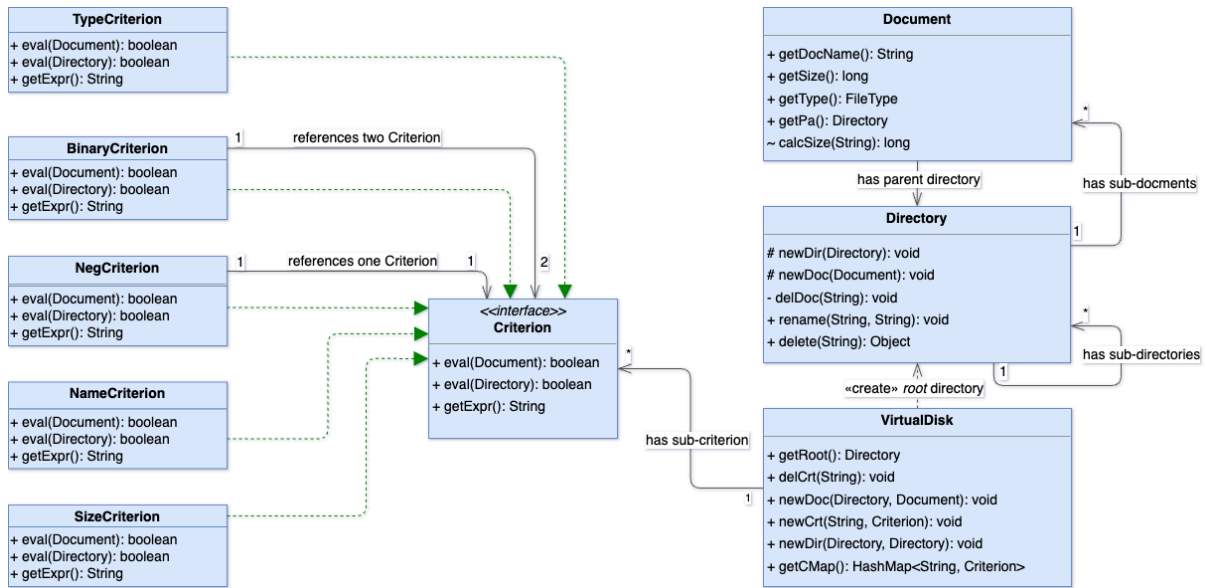 TypeCriterion
+ eval(Document): boolean
+ eval(Directory): boolean
+ getExpr(): String
BinaryCriterion
+ eval(Document): boolean
+ eval(Directory): boolean
+ getExpr(): String
1
references two Criterion
2
NegCriterion
+ eval(Document): boolean
+ eval(Directory): boolean
+ getExpr(): String
1
references one Criterion
1
NameCriterion
+ eval(Document): boolean
+ eval(Directory): boolean
+ getExpr(): String
SizeCriterion
+ eval(Document): boolean
+ eval(Directory): boolean
+ getExpr(): String
<<interface>>
Criterion
+ eval(Document): boolean
+ eval(Directory): boolean
+ getExpr(): String
*
has sub-criterion
1
Document
+ getDocName(): String
+ getSize(): long
+ getType(): FileType
+ getPa(): Directory
~ calcSize(String): long
*
has sub-docments
1
has parent directory
Directory
# newDir(Directory): void
# newDoc(Document): void
- delDoc(String): void
+ rename(String, String): void
+ delete(String): Object
*
has sub-directories
1
«create» root directory
VirtualDisk
+ getRoot(): Directory
+ delCrt(String): void
+ newDoc(Directory, Document): void
+ newCrt(String, Criterion): void
+ newDir(Directory, Directory): void
+ getCMap(): HashMap<String, Criterion>